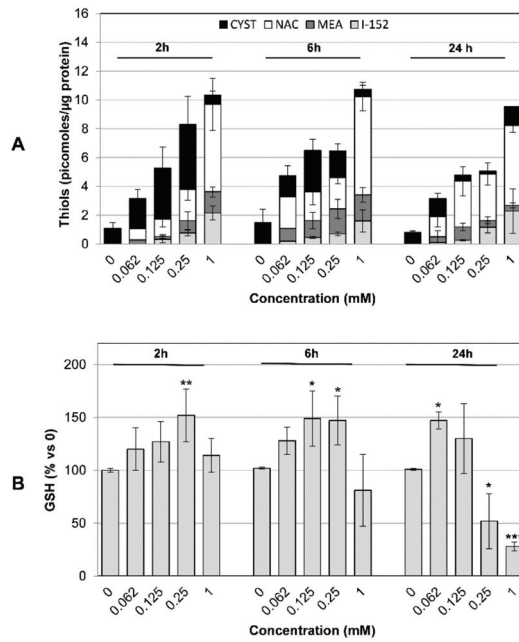 ■ CYST □ NAC ■ MEA □ I-152
2h 6h 24 h
A
Thiols (picomoles/µg protein)
16
14
12
10
8
6
4
2
0
0 0.062 0.125 0.25 1 0 0.062 0.125 0.25 1 0 0.062 0.125 0.25 1
Concentration (mM)
2h 6h 24h
B
GSH (% vs 0)
200
150
100
50
0
** * * * * ***
0 0.062 0.125 0.25 1 0 0.062 0.125 0.25 1 0 0.062 0.125 0.25 1
Concentration (mM)